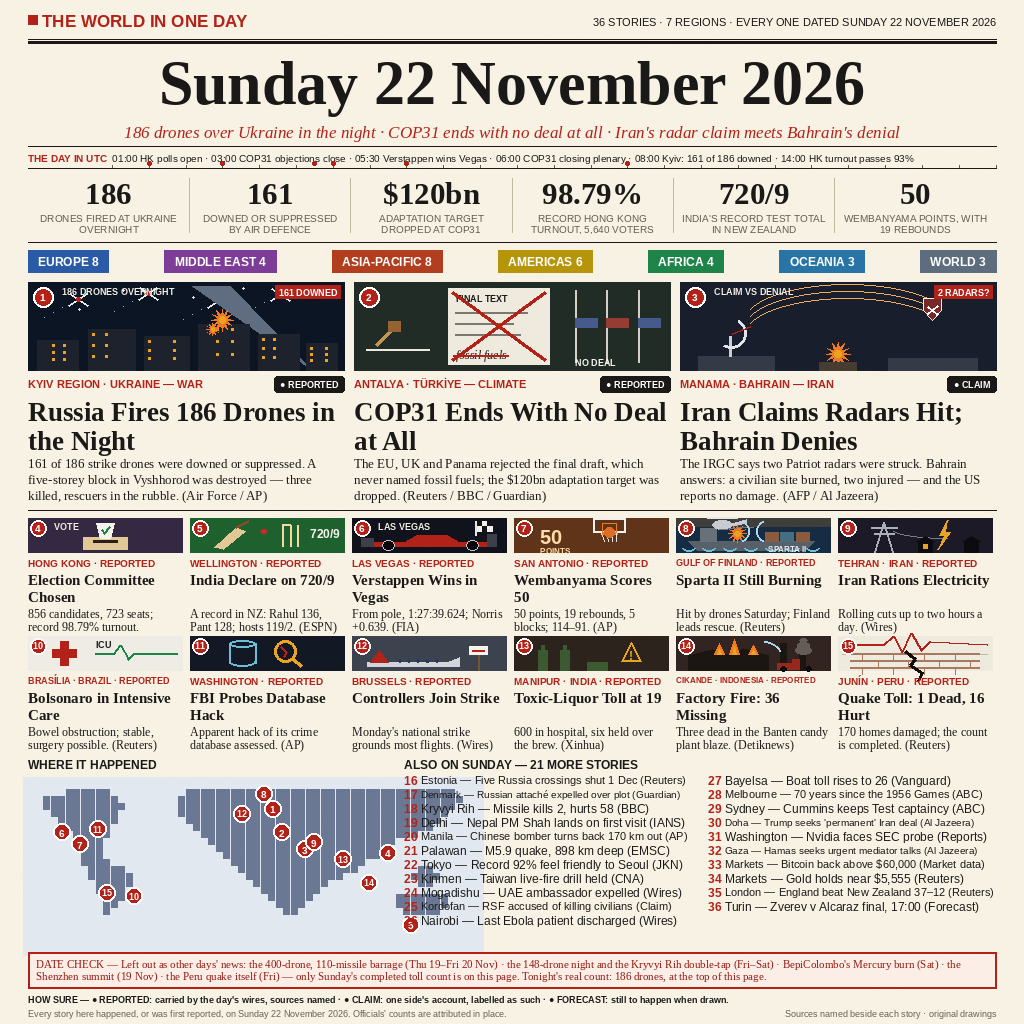 THE WORLD IN ONE DAY
36 STORIES · 7 REGIONS · EVERY ONE DATED SUNDAY 22 NOVEMBER 2026
Sunday 22 November 2026
186 drones over Ukraine in the night · COP31 ends with no deal at all · Iran's radar claim meets Bahrain's denial
THE DAY IN UTC 01:00 HK polls open · 03:00 COP31 objections close · 05:30 Verstappen wins Vegas · 06:00 COP31 closing plenary · 08:00 Kyiv: 161 of 186 downed · 14:00 HK turnout passes 93%
186
DRONES FIRED AT UKRAINE
OVERNIGHT
161
DOWNED OR SUPPRESSED
BY AIR DEFENCE
$120bn
ADAPTATION TARGET
DROPPED AT COP31
98.79%
RECORD HONG KONG
TURNOUT, 5,640 VOTERS
720/9
INDIA'S RECORD TEST TOTAL
IN NEW ZEALAND
50
WEMBANYAMA POINTS, WITH
19 REBOUNDS
EUROPE 8
MIDDLE EAST 4
ASIA-PACIFIC 8
AMERICAS 6
AFRICA 4
OCEANIA 3
WORLD 3
1
186 DRONES OVERNIGHT
161 DOWNED
KYIV REGION · UKRAINE — WAR
● REPORTED
Russia Fires 186 Drones in
the Night
161 of 186 strike drones were downed or suppressed. A
five-storey block in Vyshhorod was destroyed — three
killed, rescuers in the rubble. (Air Force / AP)
2
FINAL TEXT
fossil fuels
NO DEAL
ANTALYA · TÜRKİYE — CLIMATE
● REPORTED
COP31 Ends With No Deal
at All
The EU, UK and Panama rejected the final draft, which
never named fossil fuels; the $120bn adaptation target was
dropped. (Reuters / BBC / Guardian)
3
CLAIM VS DENIAL
2 RADARS?
MANAMA · BAHRAIN — IRAN
● CLAIM
Iran Claims Radars Hit;
Bahrain Denies
The IRGC says two Patriot radars were struck. Bahrain
answers: a civilian site burned, two injured — and the US
reports no damage. (AFP / Al Jazeera)
4
VOTE
HONG KONG · REPORTED
Election Committee
Chosen
856 candidates, 723 seats;
record 98.79% turnout.
5
720/9
WELLINGTON · REPORTED
India Declare on 720/9
A record in NZ: Rahul 136,
Pant 128; hosts 119/2. (ESPN)
6
LAS VEGAS
LAS VEGAS · REPORTED
Verstappen Wins in
Vegas
From pole, 1:27:39.624; Norris
+0.639. (FIA)
7
50
POINTS
SAN ANTONIO · REPORTED
Wembanyama Scores
50
50 points, 19 rebounds, 5
blocks; 114–91. (AP)
8
SPARTA II
GULF OF FINLAND · REPORTED
Sparta II Still Burning
Hit by drones Saturday; Finland
leads rescue. (Reuters)
9
TEHRAN · IRAN · REPORTED
Iran Rations Electricity
Rolling cuts up to two hours a
day. (Wires)
10
ICU
BRASÍLIA · BRAZIL · REPORTED
Bolsonaro in Intensive
Care
Bowel obstruction; stable,
surgery possible. (Reuters)
11
WASHINGTON · REPORTED
FBI Probes Database
Hack
Apparent hack of its crime
database assessed. (AP)
12
BRUSSELS · REPORTED
Controllers Join Strike
Monday's national strike
grounds most flights. (Wires)
13
MANIPUR · INDIA · REPORTED
Toxic-Liquor Toll at 19
600 in hospital, six held over
the brew. (Xinhua)
14
CIKANDE · INDONESIA · REPORTED
Factory Fire: 36
Missing
Three dead in the Banten candy
plant blaze. (Detiknews)
15
JUNÍN · PERU · REPORTED
Quake Toll: 1 Dead, 16
Hurt
170 homes damaged; the count
is completed. (Reuters)
WHERE IT HAPPENED
8
12
1
11
6
7
2
3
9
13
4
14
15
10
5
ALSO ON SUNDAY — 21 MORE STORIES
16 Estonia — Five Russia crossings shut 1 Dec (Reuters)
17 Denmark — Russian attaché expelled over plot (Guardian)
18 Kryvyi Rih — Missile kills 2, hurts 58 (BBC)
19 Delhi — Nepal PM Shah lands on first visit (IANS)
20 Manila — Chinese bomber turns back 170 km out (AP)
21 Palawan — M5.9 quake, 898 km deep (EMSC)
22 Tokyo — Record 92% feel friendly to Seoul (JKN)
23 Kinmen — Taiwan live-fire drill held (CNA)
24 Mogadishu — UAE ambassador expelled (Wires)
25 Kordofan — RSF accused of killing civilians (Claim)
26 Nairobi — Last Ebola patient discharged (Wires)
27 Bayelsa — Boat toll rises to 26 (Vanguard)
28 Melbourne — 70 years since the 1956 Games (ABC)
29 Sydney — Cummins keeps Test captaincy (ABC)
30 Doha — Trump seeks 'permanent' Iran deal (Al Jazeera)
31 Washington — Nvidia faces SEC probe (Reports)
32 Gaza — Hamas seeks urgent mediator talks (Al Jazeera)
33 Markets — Bitcoin back above $60,000 (Market data)
34 Markets — Gold holds near $5,555 (Reuters)
35 London — England beat New Zealand 37–12 (Reuters)
36 Turin — Zverev v Alcaraz final, 17:00 (Forecast)
DATE CHECK — Left out as other days' news: the 400-drone, 110-missile barrage (Thu 19–Fri 20 Nov) · the 148-drone night and the Kryvyi Rih double-tap (Fri–Sat) · BepiColombo's Mercury burn (Sat) · the
Shenzhen summit (19 Nov) · the Peru quake itself (Fri) — only Sunday's completed toll count is on this page. Tonight's real count: 186 drones, at the top of this page.
HOW SURE — ● REPORTED: carried by the day's wires, sources named · ● CLAIM: one side's account, labelled as such · ● FORECAST: still to happen when drawn.
Every story here happened, or was first reported, on Sunday 22 November 2026. Officials' counts are attributed in place.
Sources named beside each story · original drawings